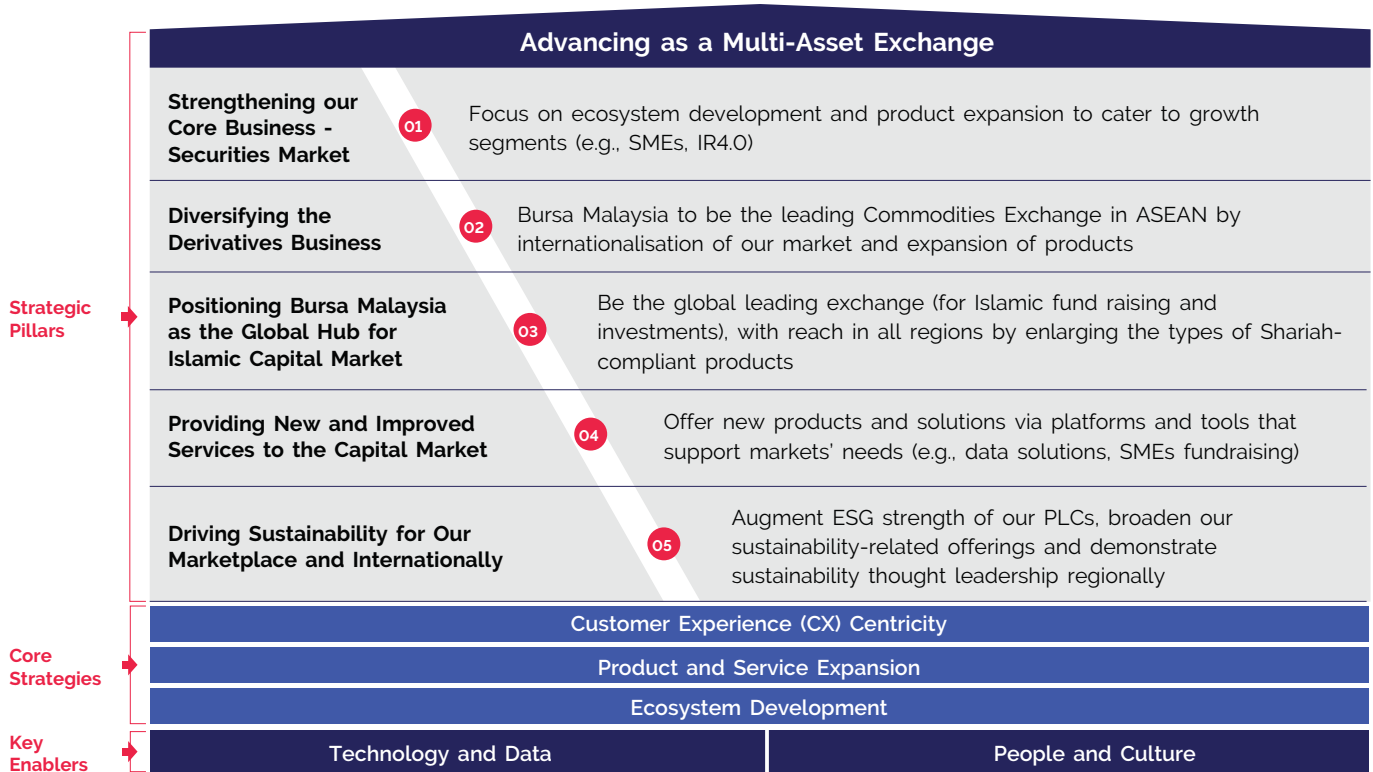 Advancing as a Multi-Asset Exchange
Strategic
Pillars
Strengthening our
Core Business -
Securities Market
01
Focus on ecosystem development and product expansion to cater to growth
segments (e.g., SMEs, IR4.0)
Diversifying the
Derivatives Business
02
Bursa Malaysia to be the leading Commodities Exchange in ASEAN by
internationalisation of our market and expansion of products
Positioning Bursa Malaysia
as the Global Hub for
Islamic Capital Market
03
Be the global leading exchange (for Islamic fund raising and
investments), with reach in all regions by enlarging the types of Shariah-
compliant products
Providing New and Improved
Services to the Capital Market
04
Offer new products and solutions via platforms and tools that
support markets’ needs (e.g., data solutions, SMEs fundraising)
Driving Sustainability for Our
Marketplace and Internationally
05
Augment ESG strength of our PLCs, broaden our
sustainability-related offerings and demonstrate
sustainability thought leadership regionally
Core
Strategies
Customer Experience (CX) Centricity
Product and Service Expansion
Ecosystem Development
Key
Enablers
Technology and Data
People and Culture